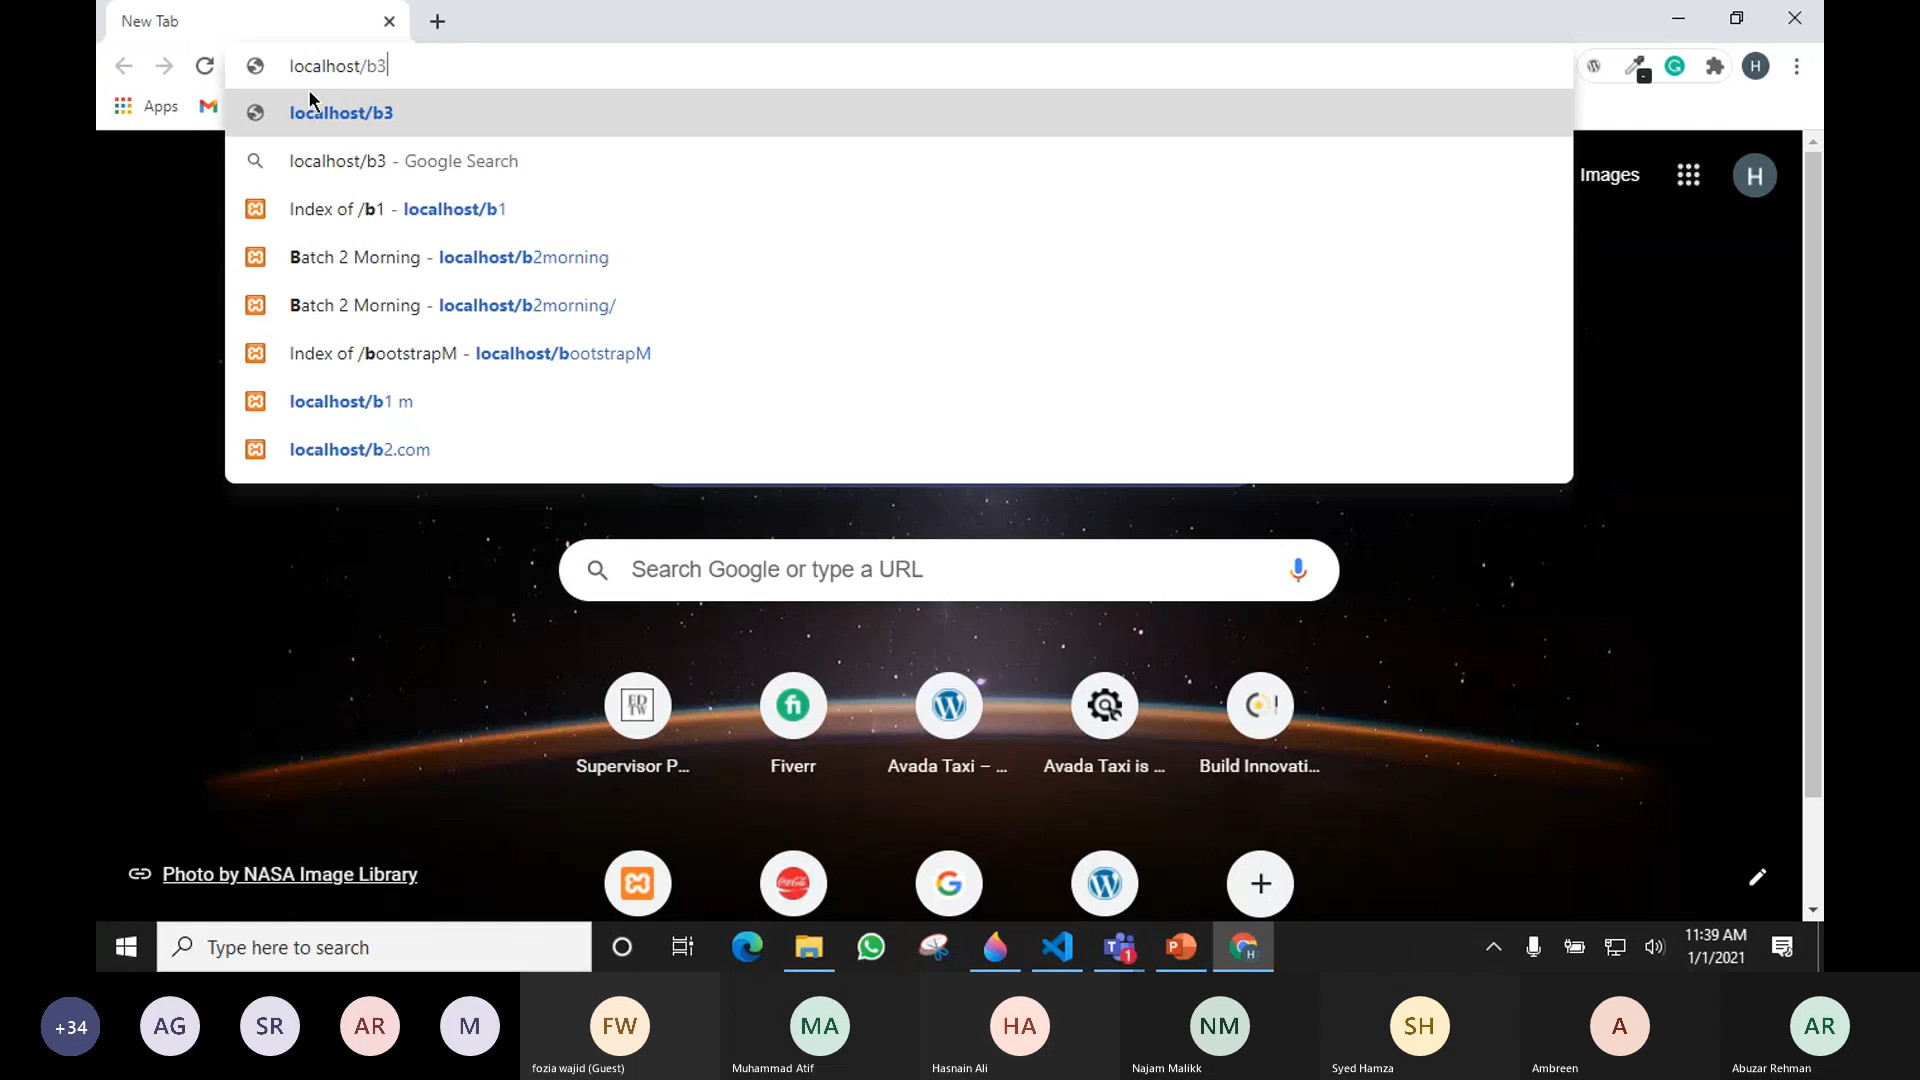 New Tab
localhost/b3
Apps
localhost/b3
localhost/b3 - Google Search
Index of /b1 - localhost/b1
Batch 2 Morning - localhost/b2morning
Batch 2 Morning - localhost/b2morning/
Index of /bootstrapM - localhost/bootstrapM
localhost/b1 m
localhost/b2.com
Images
H
H
Search Google or type a URL
ED
TW
Supervisor P...
Fiverr
Avada Taxi – ...
Avada Taxi is ...
Build Innovati...
Photo by NASA Image Library
Type here to search
11:39 AM
1/1/2021
+34
AG
SR
AR
M
FW
fozia wajid (Guest)
MA
Muhammad Atif
HA
Hasnain Ali
NM
Najam Malikk
SH
Syed Hamza
A
Ambreen
AR
Abuzar Rehman